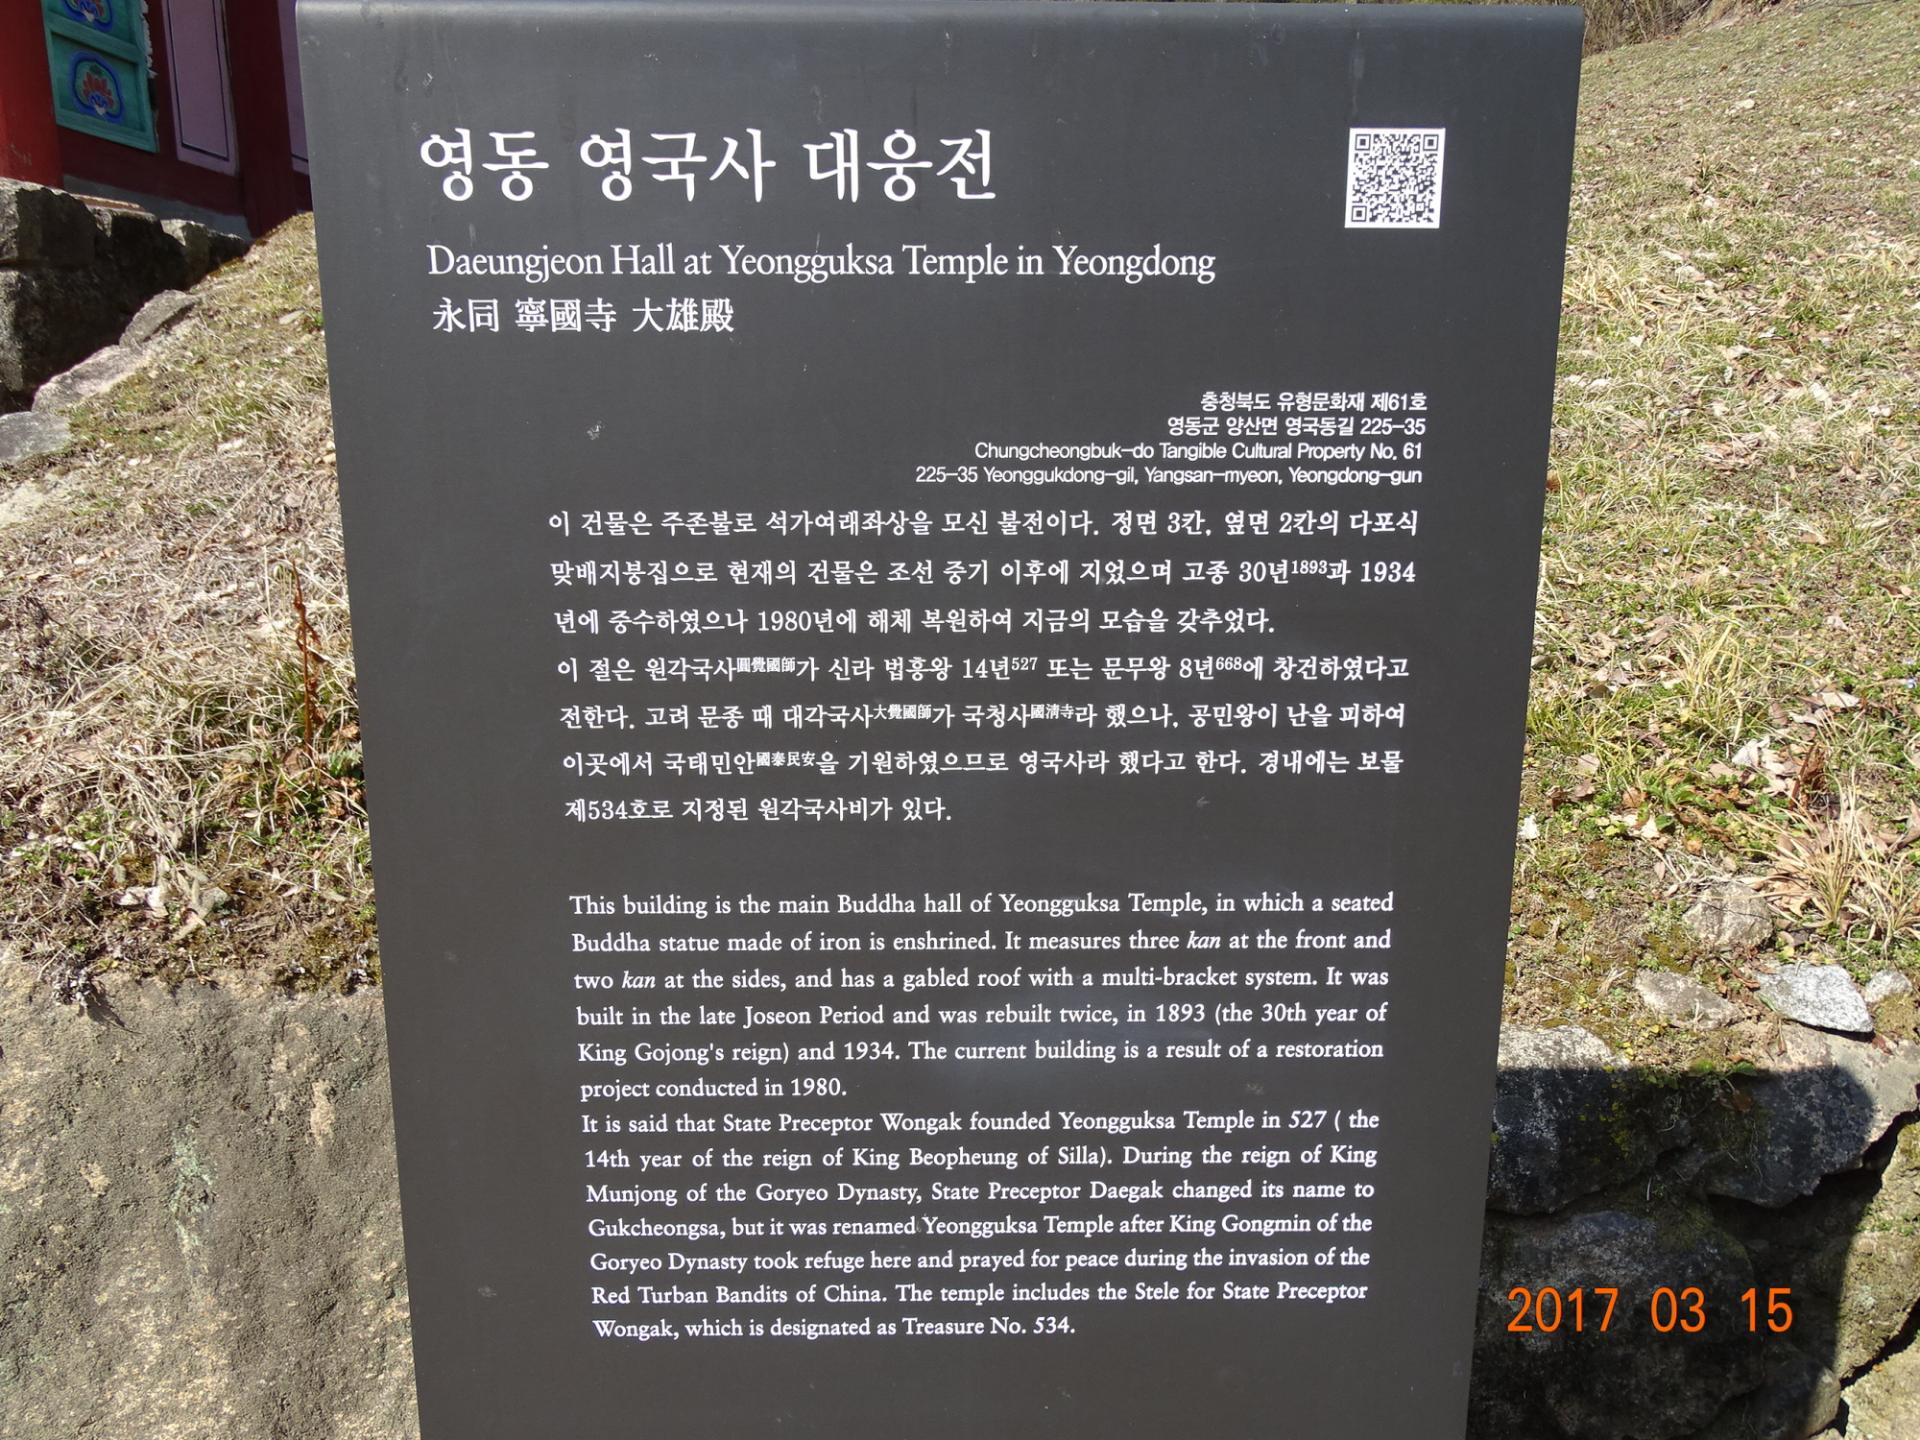 영동 영국사 대웅전
Daeungjeon Hall at Yeongguksa Temple in Yeongdong
永同 寧國寺 大雄殿
충청북도 유형문화재 제61호
영동군 양산면 영국동길 225-35
Chungcheongbuk-do Tangible Cultural Property No. 61
225-35 Yeonggukdong-gil, Yangsan-myeon, Yeongdong-gun
이 건물은 주존불로 석가여래좌상을 모신 불전이다. 정면 3칸, 옆면 2칸의 다포식
맞배지붕집으로 현재의 건물은 조선 중기 이후에 지었으며 고종 30년1893과 1934
년에 중수하였으나 1980년에 해체 복원하여 지금의 모습을 갖추었다.
이 절은 원각국사圓覺國師가 신라 법흥왕 14년527 또는 문무왕 8년668에 창건하였다고
전한다. 고려 문종 때 대각국사大覺國師가 국청사國淸寺라 했으나, 공민왕이 난을 피하여
이곳에서 국태민안國泰民安을 기원하였으므로 영국사라 했다고 한다. 경내에는 보물
제534호로 지정된 원각국사비가 있다.
This building is the main Buddha hall of Yeongguksa Temple, in which a seated
Buddha statue made of iron is enshrined. It measures three kan at the front and
two kan at the sides, and has a gabled roof with a multi-bracket system. It was
built in the late Joseon Period and was rebuilt twice, in 1893 (the 30th year of
King Gojong's reign) and 1934. The current building is a result of a restoration
project conducted in 1980.
It is said that State Preceptor Wongak founded Yeongguksa Temple in 527 ( the
14th year of the reign of King Beopheung of Silla). During the reign of King
Munjong of the Goryeo Dynasty, State Preceptor Daegak changed its name to
Gukcheongsa, but it was renamed Yeongguksa Temple after King Gongmin of the
Goryeo Dynasty took refuge here and prayed for peace during the invasion of the
Red Turban Bandits of China. The temple includes the Stele for State Preceptor
Wongak, which is designated as Treasure No. 534.
2017 03 15